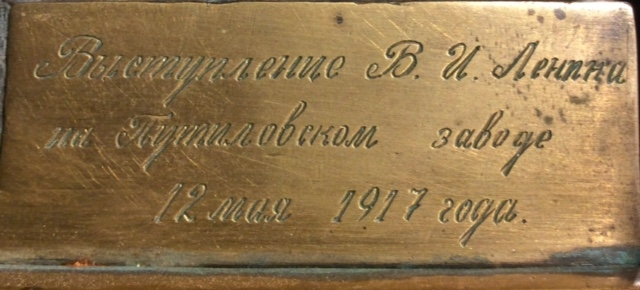 Выступление В. И. Ленина
на Путиловском заводе
12 мая 1917 года.